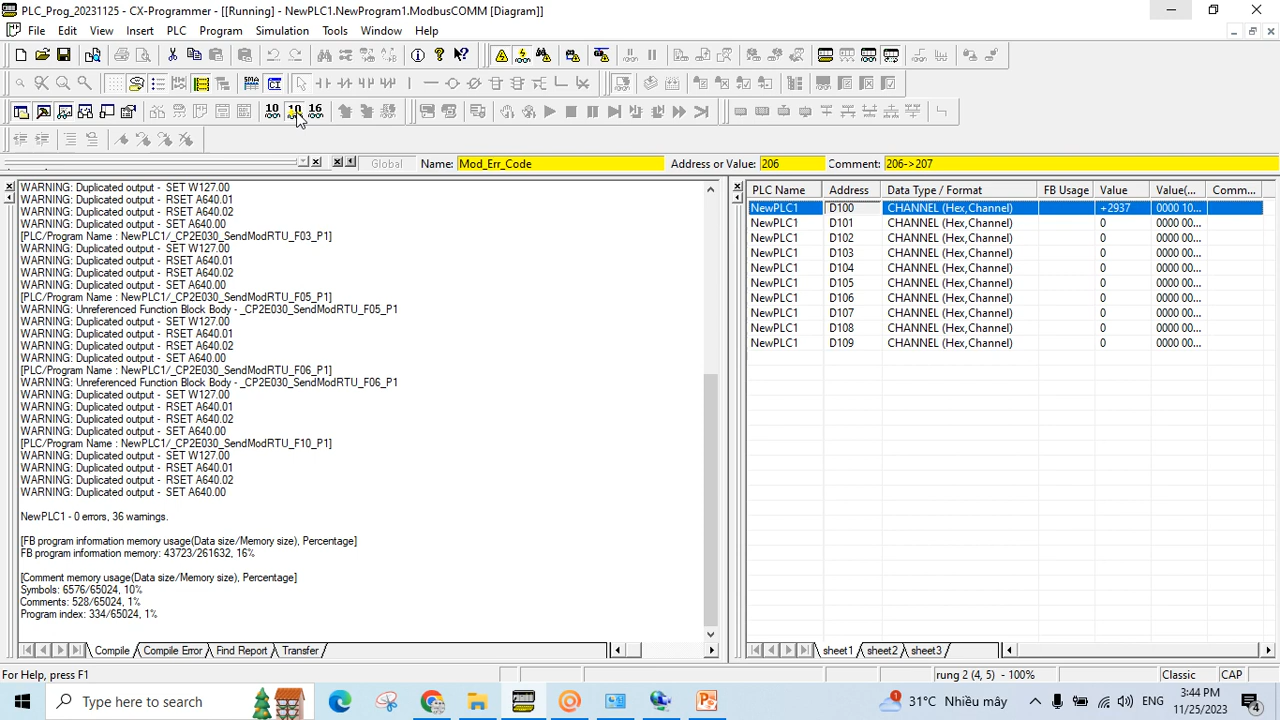 PLC_Prog_20231125 - CX-Programmer - [[Running] - NewPLC1.NewProgram1.ModbusCOMM [Diagram]]
File Edit View Insert PLC Program Simulation Tools Window Help
10 10 16
Global Name: Mod_Err_Code Address or Value: 206 Comment: 206->207
WARNING: Duplicated output - SET W127.00
WARNING: Duplicated output - RSET A640.01
WARNING: Duplicated output - RSET A640.02
WARNING: Duplicated output - SET A640.00
[PLC/Program Name : NewPLC1/_CP2E030_SendModRTU_F03_P1]
WARNING: Duplicated output - SET W127.00
WARNING: Duplicated output - RSET A640.01
WARNING: Duplicated output - RSET A640.02
WARNING: Duplicated output - SET A640.00
[PLC/Program Name : NewPLC1/_CP2E030_SendModRTU_F05_P1]
WARNING: Unreferenced Function Block Body - _CP2E030_SendModRTU_F05_P1
WARNING: Duplicated output - SET W127.00
WARNING: Duplicated output - RSET A640.01
WARNING: Duplicated output - RSET A640.02
WARNING: Duplicated output - SET A640.00
[PLC/Program Name : NewPLC1/_CP2E030_SendModRTU_F06_P1]
WARNING: Unreferenced Function Block Body - _CP2E030_SendModRTU_F06_P1
WARNING: Duplicated output - SET W127.00
WARNING: Duplicated output - RSET A640.01
WARNING: Duplicated output - RSET A640.02
WARNING: Duplicated output - SET A640.00
[PLC/Program Name : NewPLC1/_CP2E030_SendModRTU_F10_P1]
WARNING: Duplicated output - SET W127.00
WARNING: Duplicated output - RSET A640.01
WARNING: Duplicated output - RSET A640.02
WARNING: Duplicated output - SET A640.00
NewPLC1 - 0 errors, 36 warnings.
[FB program information memory usage(Data size/Memory size), Percentage]
FB program information memory: 43723/261632, 16%
[Comment memory usage(Data size/Memory size), Percentage]
Symbols: 6576/65024, 10%
Comments: 528/65024, 1%
Program index: 334/65024, 1%
Compile Compile Error Find Report Transfer
PLC Name Address Data Type / Format FB Usage Value Value(... Comm...
NewPLC1 D100 CHANNEL (Hex,Channel) +2937 0000 10...
NewPLC1 D101 CHANNEL (Hex,Channel) 0 0000 00...
NewPLC1 D102 CHANNEL (Hex,Channel) 0 0000 00...
NewPLC1 D103 CHANNEL (Hex,Channel) 0 0000 00...
NewPLC1 D104 CHANNEL (Hex,Channel) 0 0000 00...
NewPLC1 D105 CHANNEL (Hex,Channel) 0 0000 00...
NewPLC1 D106 CHANNEL (Hex,Channel) 0 0000 00...
NewPLC1 D107 CHANNEL (Hex,Channel) 0 0000 00...
NewPLC1 D108 CHANNEL (Hex,Channel) 0 0000 00...
NewPLC1 D109 CHANNEL (Hex,Channel) 0 0000 00...
sheet1 sheet2 sheet3
For Help, press F1 rung 2 (4, 5) - 100% Classic CAP
Type here to search 31°C Nhiều mây 3:44 PM
11/25/2023 4